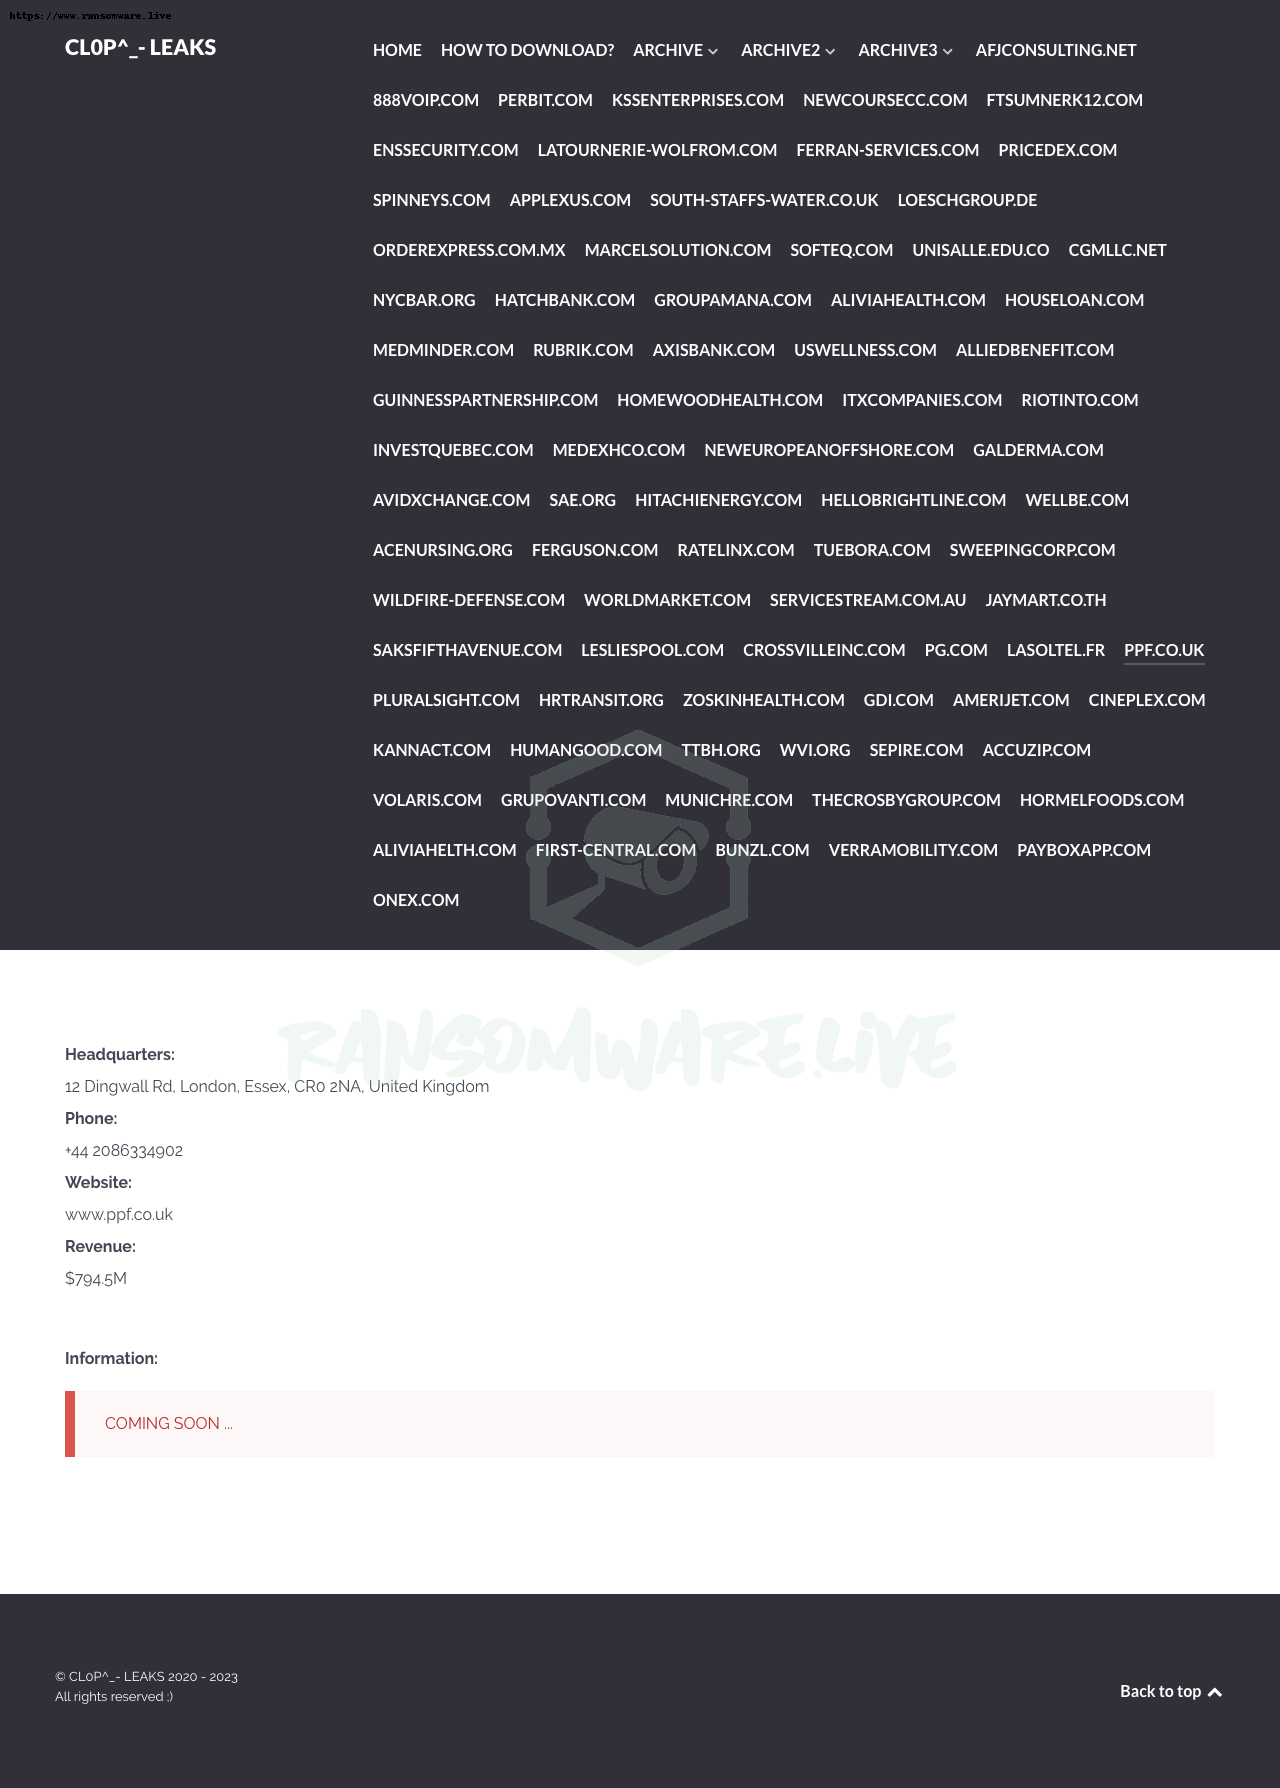 https://www.ransomware.live
CL0P^_- LEAKS
HOME HOW TO DOWNLOAD? ARCHIVE ARCHIVE2 ARCHIVE3 AFJCONSULTING.NET
888VOIP.COM PERBIT.COM KSSENTERPRISES.COM NEWCOURSECC.COM FTSUMNERK12.COM
ENSSECURITY.COM LATOURNERIE-WOLFROM.COM FERRAN-SERVICES.COM PRICEDEX.COM
SPINNEYS.COM APPLEXUS.COM SOUTH-STAFFS-WATER.CO.UK LOESCHGROUP.DE
ORDEREXPRESS.COM.MX MARCELSOLUTION.COM SOFTEQ.COM UNISALLE.EDU.CO CGMLLC.NET
NYCBAR.ORG HATCHBANK.COM GROUPAMANA.COM ALIVIAHEALTH.COM HOUSELOAN.COM
MEDMINDER.COM RUBRIK.COM AXISBANK.COM USWELLNESS.COM ALLIEDBENEFIT.COM
GUINNESSPARTNERSHIP.COM HOMEWOODHEALTH.COM ITXCOMPANIES.COM RIOTINTO.COM
INVESTQUEBEC.COM MEDEXHCO.COM NEWEUROPEANOFFSHORE.COM GALDERMA.COM
AVIDXCHANGE.COM SAE.ORG HITACHIENERGY.COM HELLOBRIGHTLINE.COM WELLBE.COM
ACENURSING.ORG FERGUSON.COM RATELINX.COM TUEBORA.COM SWEEPINGCORP.COM
WILDFIRE-DEFENSE.COM WORLDMARKET.COM SERVICESTREAM.COM.AU JAYMART.CO.TH
SAKSFIFTHAVENUE.COM LESLIESPOOL.COM CROSSVILLEINC.COM PG.COM LASOLTEL.FR PPF.CO.UK
PLURALSIGHT.COM HRTRANSIT.ORG ZOSKINHEALTH.COM GDI.COM AMERIJET.COM CINEPLEX.COM
KANNACT.COM HUMANGOOD.COM TTBH.ORG WVI.ORG SEPIRE.COM ACCUZIP.COM
VOLARIS.COM GRUPOVANTI.COM MUNICHRE.COM THECROSBYGROUP.COM HORMELFOODS.COM
ALIVIAHELTH.COM FIRST-CENTRAL.COM BUNZL.COM VERRAMOBILITY.COM PAYBOXAPP.COM
ONEX.COM
RANSOMWARE.LIVE
Headquarters:
12 Dingwall Rd, London, Essex, CR0 2NA, United Kingdom
Phone:
+44 2086334902
Website:
www.ppf.co.uk
Revenue:
$794.5M
Information:
COMING SOON ...
© CL0P^_- LEAKS 2020 - 2023
All rights reserved ;)
Back to top